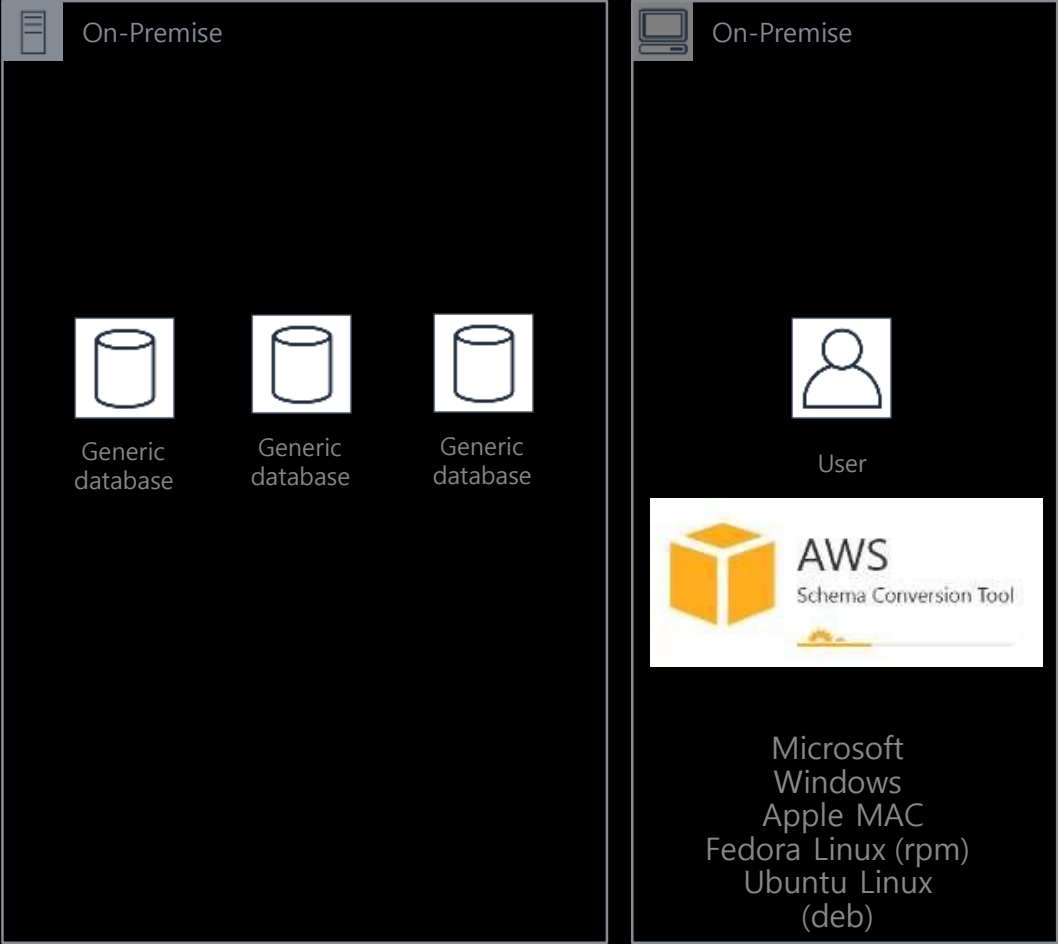 On-Premise
Generic
database
Generic
database
Generic
database
On-Premise
User
AWS
Schema Conversion Tool
Microsoft
Windows
Apple MAC
Fedora Linux (rpm)
Ubuntu Linux
(deb)